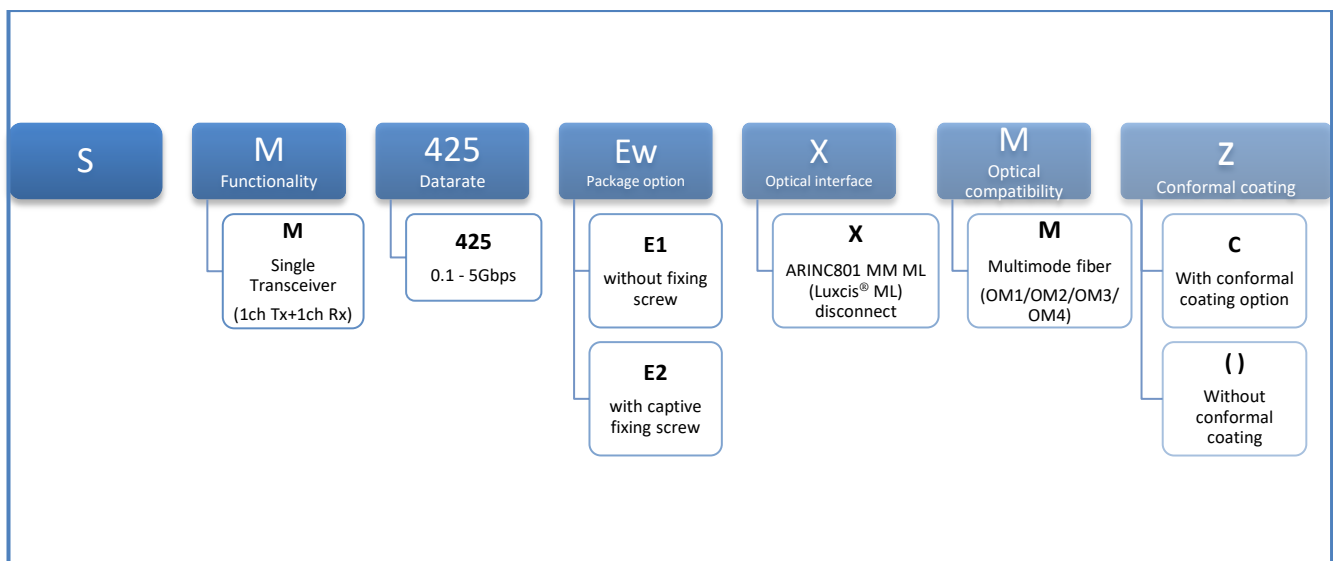 S
M
Functionality
425
Datarate
Ew
Package option
X
Optical interface
M
Optical
compatibility
Z
Conformal coating
M
Single
Transceiver
(1ch Tx+1ch Rx)
425
0.1 - 5Gbps
E1
without fixing
screw
E2
with captive
fixing screw
X
ARINC801 MM ML
(Luxcis® ML)
disconnect
M
Multimode fiber
(OM1/OM2/OM3/
OM4)
C
With conformal
coating option
( )
Without
conformal
coating